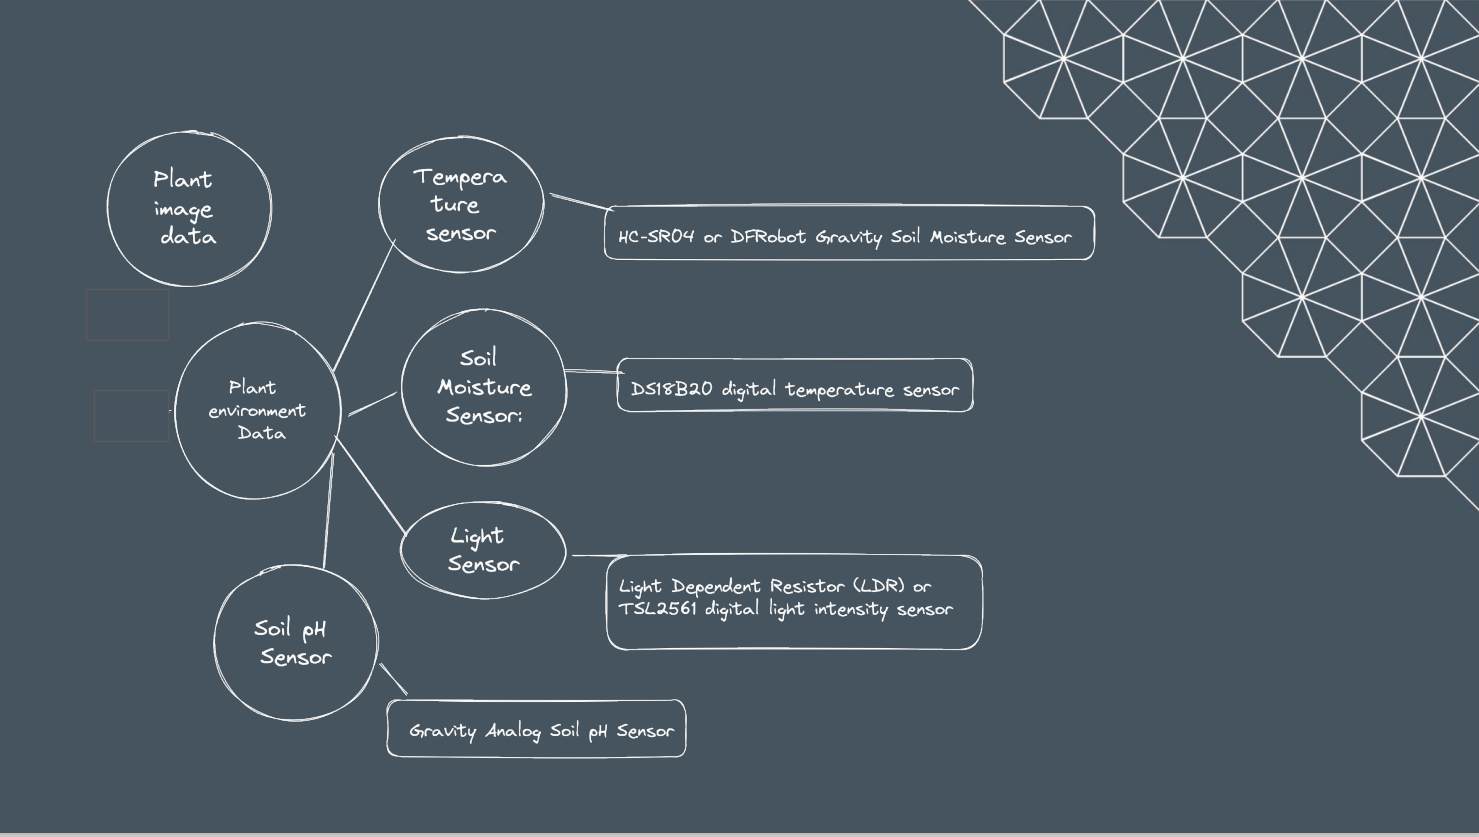 Plant
image
data
Tempera
ture
sensor
HC-SR04 or DFRobot Gravity Soil Moisture Sensor
Plant
environment
Data
Soil
Moisture
Sensor:
DS18B20 digital temperature sensor
Light
Sensor
Light Dependent Resistor (LDR) or
TSL2561 digital light intensity sensor
Soil pH
Sensor
Gravity Analog Soil pH Sensor